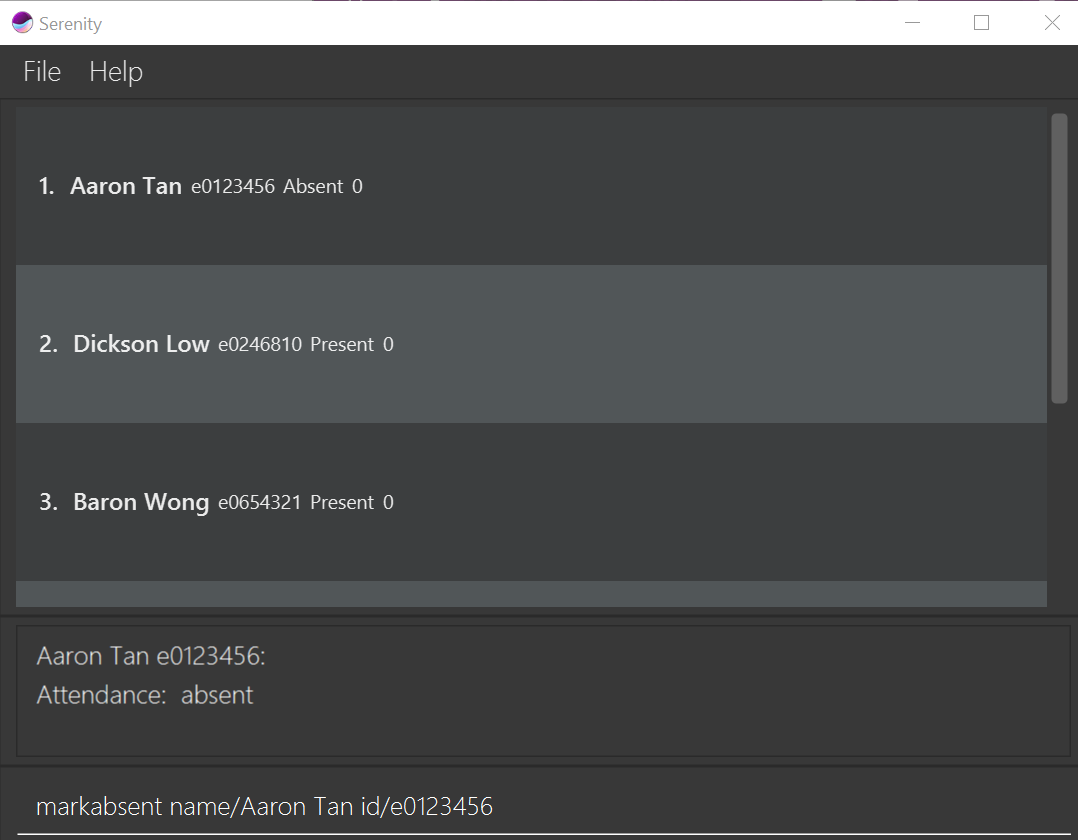 Serenity
File Help
1. Aaron Tan e0123456 Absent 0
2. Dickson Low e0246810 Present 0
3. Baron Wong e0654321 Present 0
Aaron Tan e0123456:
Attendance: absent
markabsent name/Aaron Tan id/e0123456